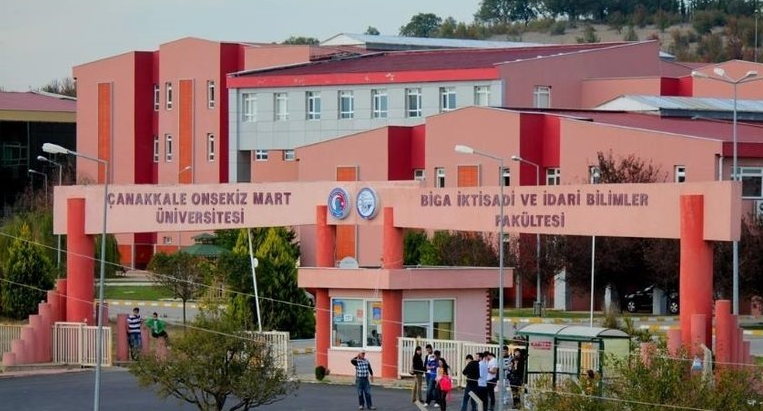 ÇANAKKALE ONSEKİZ MART
ÜNİVERSİTESİ
BİGA İKTİSADİ VE İDARİ BİLİMLER
FAKÜLTESİ